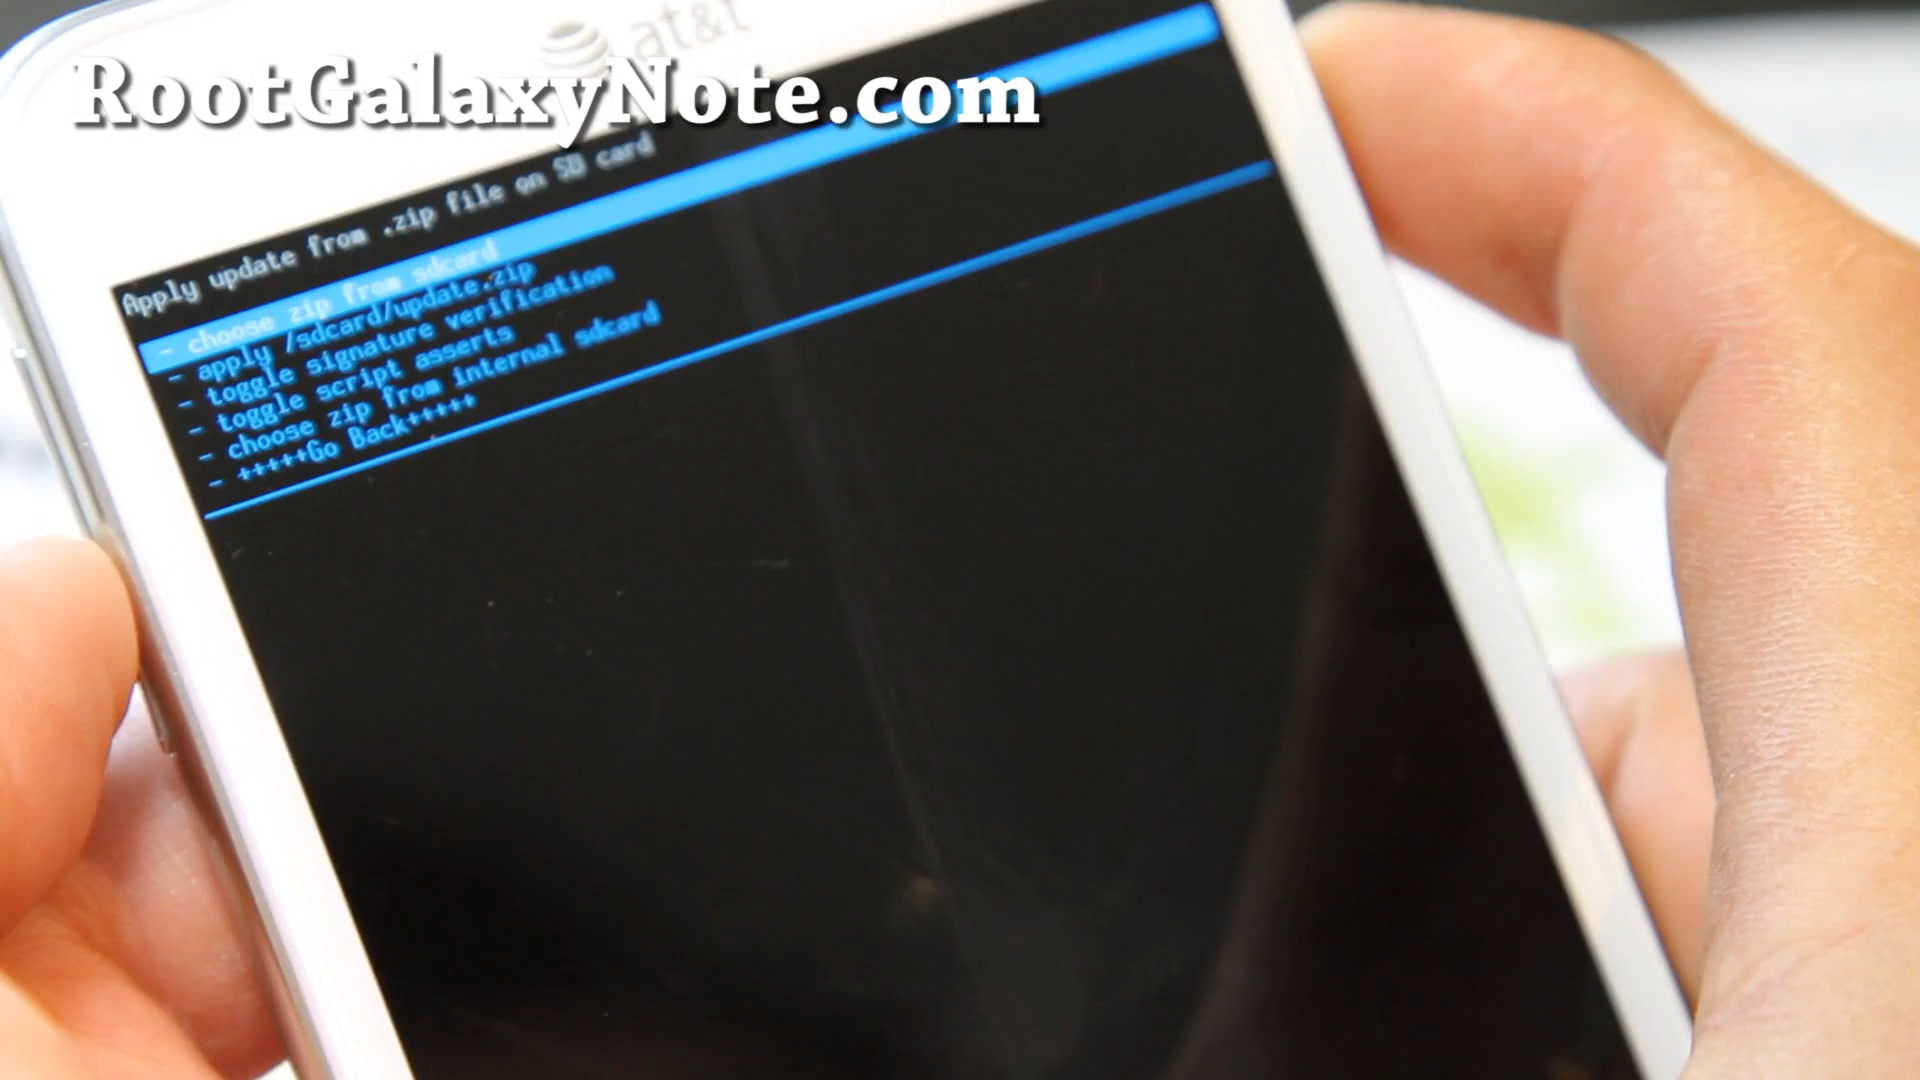 at&t
RootGalaxyNote.com
Apply update from .zip file on SD card
- choose zip from sdcard
- apply /sdcard/update.zip
- toggle signature verification
- toggle script asserts
- choose zip from internal sdcard
- +++++Go Back+++++